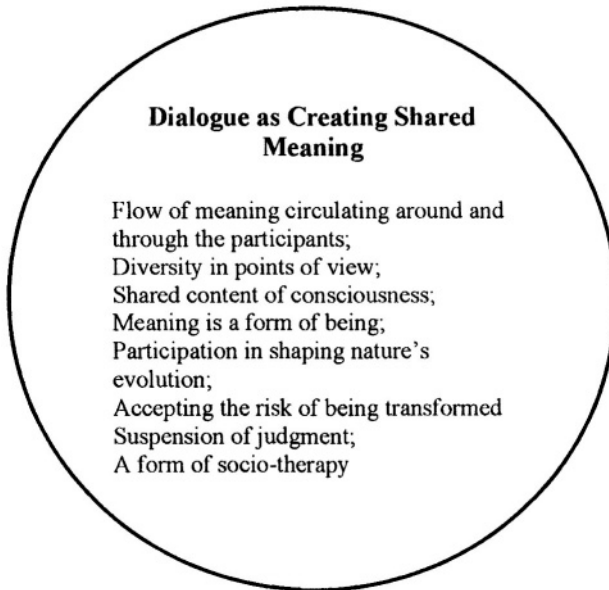 Dialogue as Creating Shared
Meaning
Flow of meaning circulating around and
through the participants;
Diversity in points of view;
Shared content of consciousness;
Meaning is a form of being;
Participation in shaping nature's
evolution;
Accepting the risk of being transformed
Suspension of judgment;
A form of socio-therapy